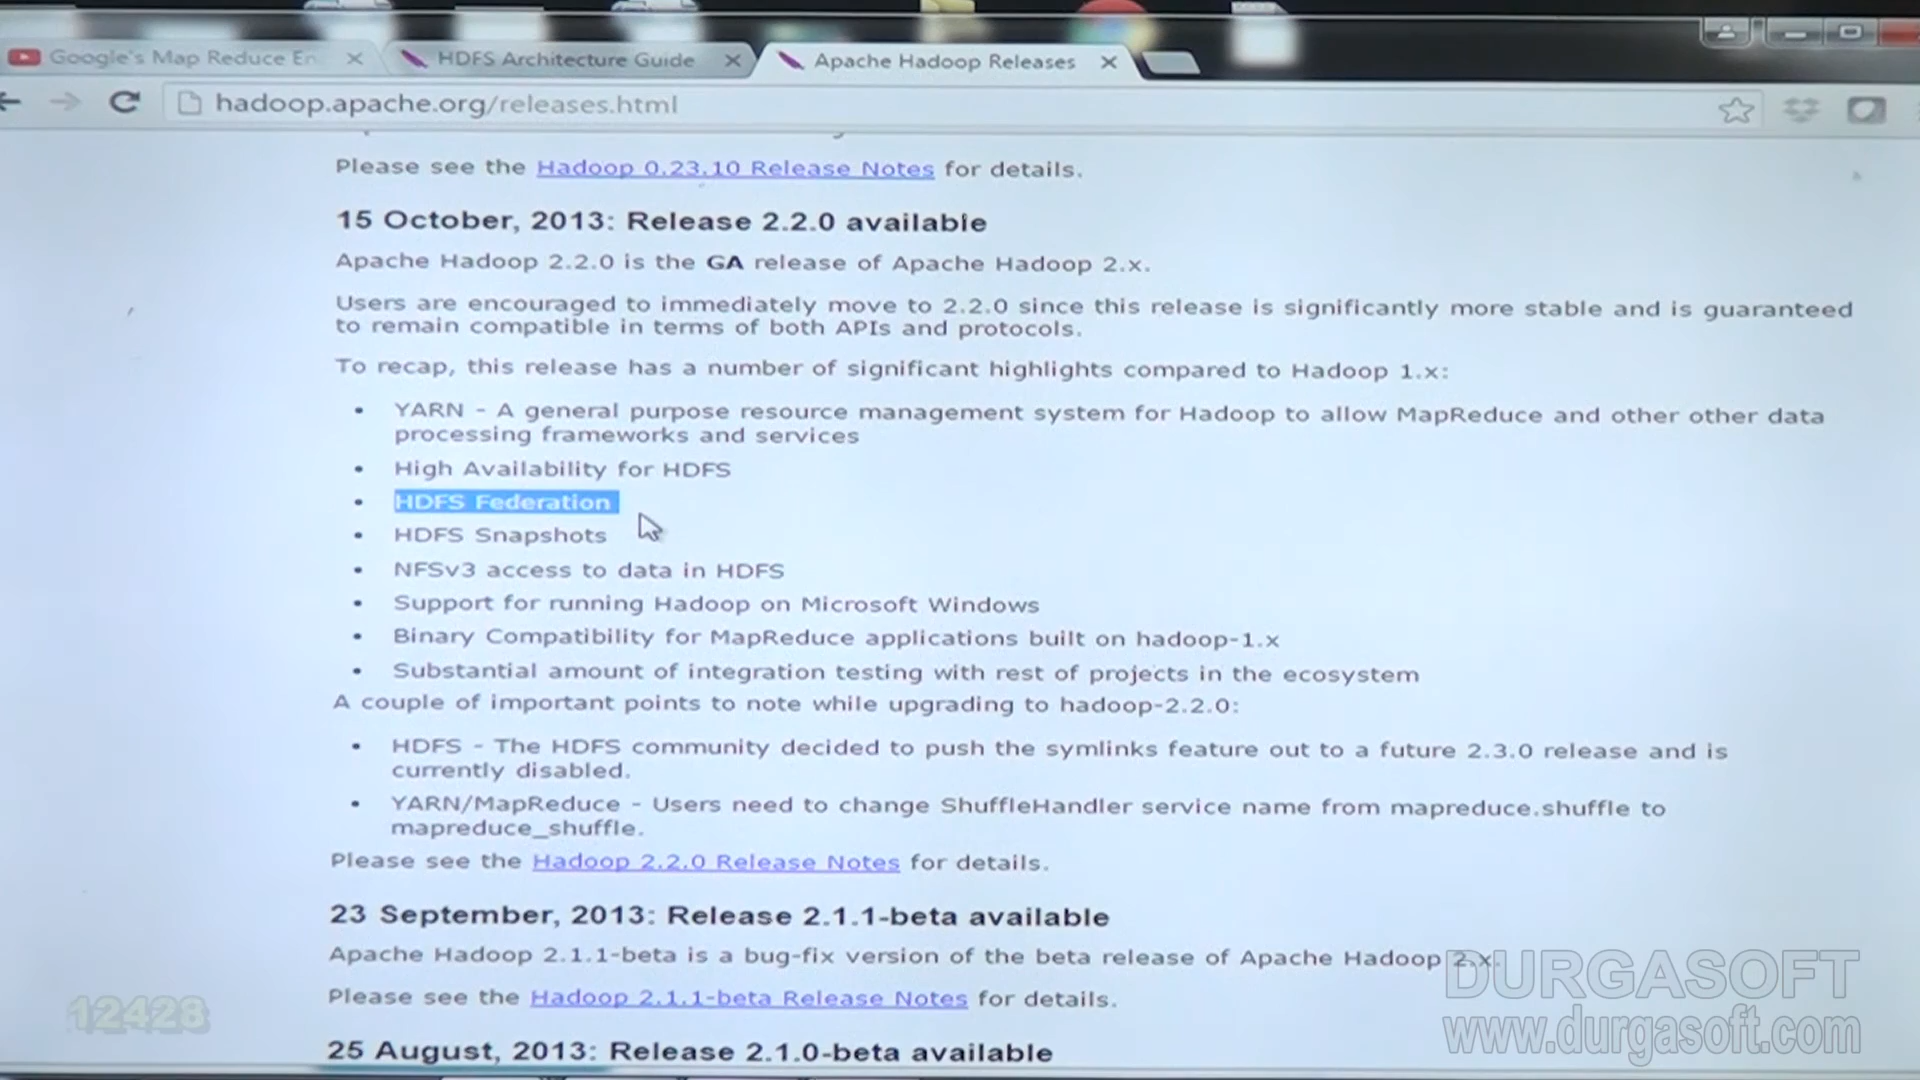 Google's Map Reduce En
HDFS Architecture Guide
Apache Hadoop Releases
hadoop.apache.org/releases.html
Please see the Hadoop 0.23.10 Release Notes for details.
15 October, 2013: Release 2.2.0 available
Apache Hadoop 2.2.0 is the GA release of Apache Hadoop 2.x.
Users are encouraged to immediately move to 2.2.0 since this release is significantly more stable and is guaranteed
to remain compatible in terms of both APIs and protocols.
To recap, this release has a number of significant highlights compared to Hadoop 1.x:
• YARN - A general purpose resource management system for Hadoop to allow MapReduce and other other data
processing frameworks and services
• High Availability for HDFS
• HDFS Federation
• HDFS Snapshots
• NFSv3 access to data in HDFS
• Support for running Hadoop on Microsoft Windows
• Binary Compatibility for MapReduce applications built on hadoop-1.x
• Substantial amount of integration testing with rest of projects in the ecosystem
A couple of important points to note while upgrading to hadoop-2.2.0:
• HDFS - The HDFS community decided to push the symlinks feature out to a future 2.3.0 release and is
currently disabled.
• YARN/MapReduce - Users need to change ShuffleHandler service name from mapreduce.shuffle to
mapreduce_shuffle.
Please see the Hadoop 2.2.0 Release Notes for details.
23 September, 2013: Release 2.1.1-beta available
Apache Hadoop 2.1.1-beta is a bug-fix version of the beta release of Apache Hadoop 2.x.
Please see the Hadoop 2.1.1-beta Release Notes for details.
25 August, 2013: Release 2.1.0-beta available
12428
DURGASOFT
www.durgasoft.com